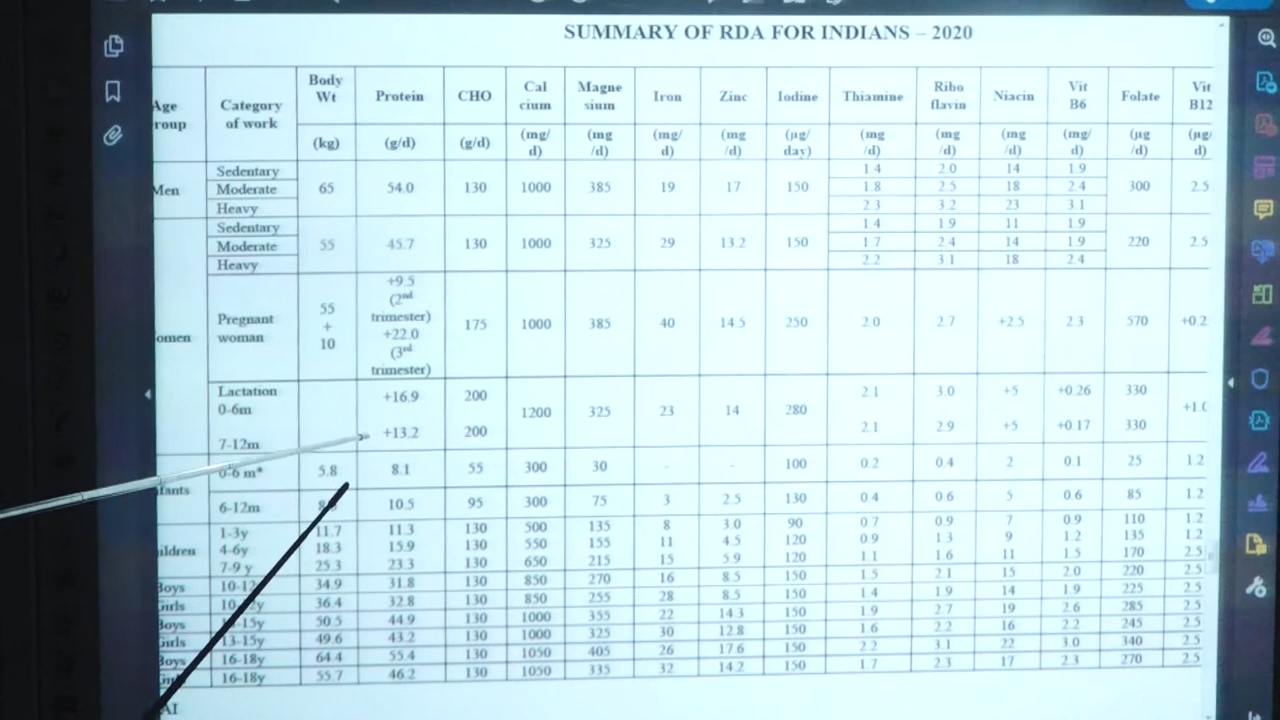 SUMMARY OF RDA FOR INDIANS – 2020
Age Group Category of work Body Wt Protein CHO Cal cium Magne sium Iron Zinc Iodine Thiamine Ribo flavin Niacin Vit B6 Folate Vit B12
(kg) (g/d) (g/d) (mg/ d) (mg /d) (mg/ d) (mg /d) (µg/ day) (mg /d) (mg /d) (mg /d) (mg/ d) (µg /d) (µg/ d)
Men Sedentary 65 54.0 130 1000 385 19 17 150 1.4 2.0 14 1.9 300 2.5
Moderate 1.8 2.5 18 2.4
Heavy 2.3 3.2 23 3.1
omen Sedentary 55 45.7 130 1000 325 29 13.2 150 1.4 1.9 11 1.9 220 2.5
Moderate 1.7 2.4 14 1.9
Heavy 2.2 3.1 18 2.4
Pregnant woman 55 + 10 +9.5 (2nd trimester) +22.0 (3rd trimester) 175 1000 385 40 14.5 250 2.0 2.7 +2.5 2.3 570 +0.2
Lactation 0-6m +16.9 200 1200 325 23 14 280 2.1 3.0 +5 +0.26 330 +1.0
7-12m +13.2 200 2.1 2.9 +5 +0.17 330
nfants 0-6 m* 5.8 8.1 55 300 30 - - 100 0.2 0.4 2 0.1 25 1.2
6-12m 10.5 95 300 75 3 2.5 130 0.4 0.6 5 0.6 85 1.2
ildren 1-3y 11.7 11.3 130 500 135 8 3.0 90 0.7 0.9 7 0.9 110 1.2
4-6y 18.3 15.9 130 550 155 11 4.5 120 0.9 1.3 9 1.2 135 1.2
7-9 y 25.3 23.3 130 650 215 15 5.9 120 1.1 1.6 11 1.5 170 2.5
Boys 10-12 34.9 31.8 130 850 270 16 8.5 150 1.5 2.1 15 2.0 220 2.5
Girls 10-12y 36.4 32.8 130 850 255 28 8.5 150 1.4 1.9 14 1.9 225 2.5
Boys 13-15y 50.5 44.9 130 1000 355 22 14.3 150 1.9 2.7 19 2.6 285 2.5
Girls 13-15y 49.6 43.2 130 1000 325 30 12.8 150 1.6 2.2 16 2.2 245 2.5
Boys 16-18y 64.4 55.4 130 1050 405 26 17.6 150 2.2 3.1 22 3.0 340 2.5
Girls 16-18y 55.7 46.2 130 1050 335 32 14.2 150 1.7 2.3 17 2.3 270 2.5
AI